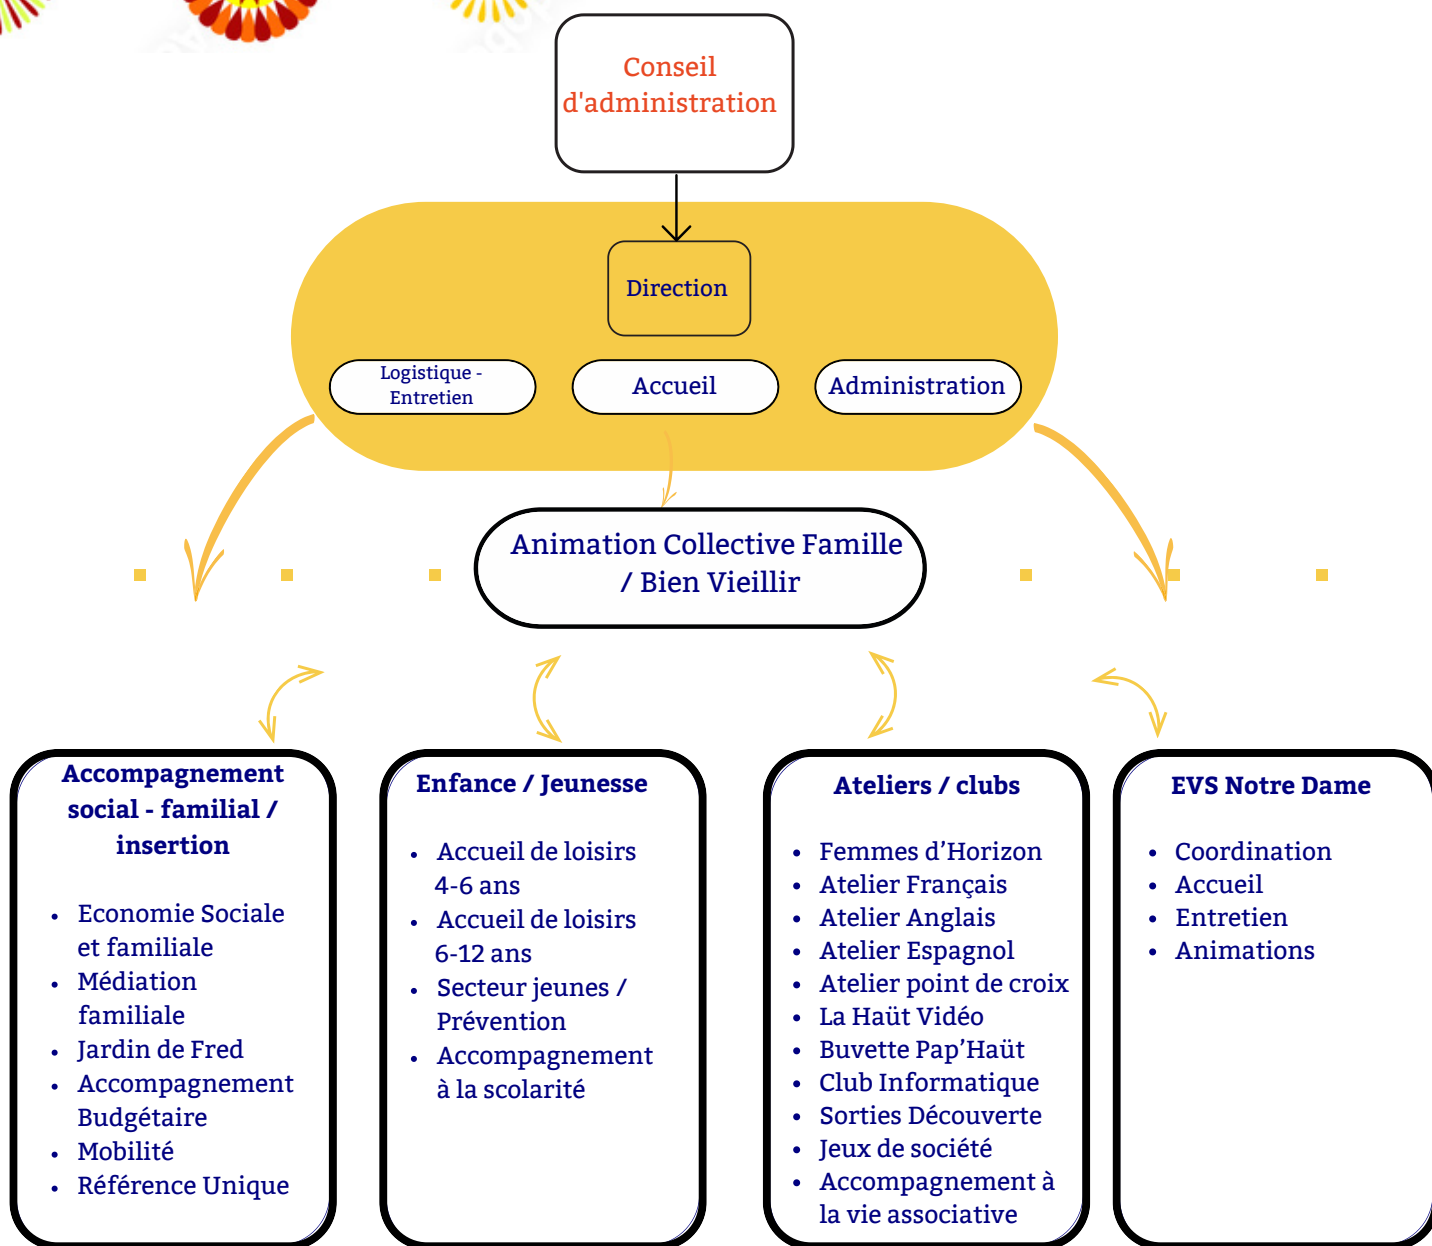 Conseil
d'administration
Direction
Logistique -
Entretien
Accueil
Administration
Animation Collective Famille
/ Bien Vieillir
Accompagnement
social - familial /
insertion
• Economie Sociale
et familiale
• Médiation
familiale
• Jardin de Fred
• Accompagnement
Budgétaire
• Mobilité
• Référence Unique
Enfance / Jeunesse
• Accueil de loisirs
4-6 ans
• Accueil de loisirs
6-12 ans
• Secteur jeunes /
Prévention
• Accompagnement
à la scolarité
Ateliers / clubs
• Femmes d’Horizon
• Atelier Français
• Atelier Anglais
• Atelier Espagnol
• Atelier point de croix
• La Haüt Vidéo
• Buvette Pap’Haüt
• Club Informatique
• Sorties Découverte
• Jeux de société
• Accompagnement à
la vie associative
EVS Notre Dame
• Coordination
• Accueil
• Entretien
• Animations